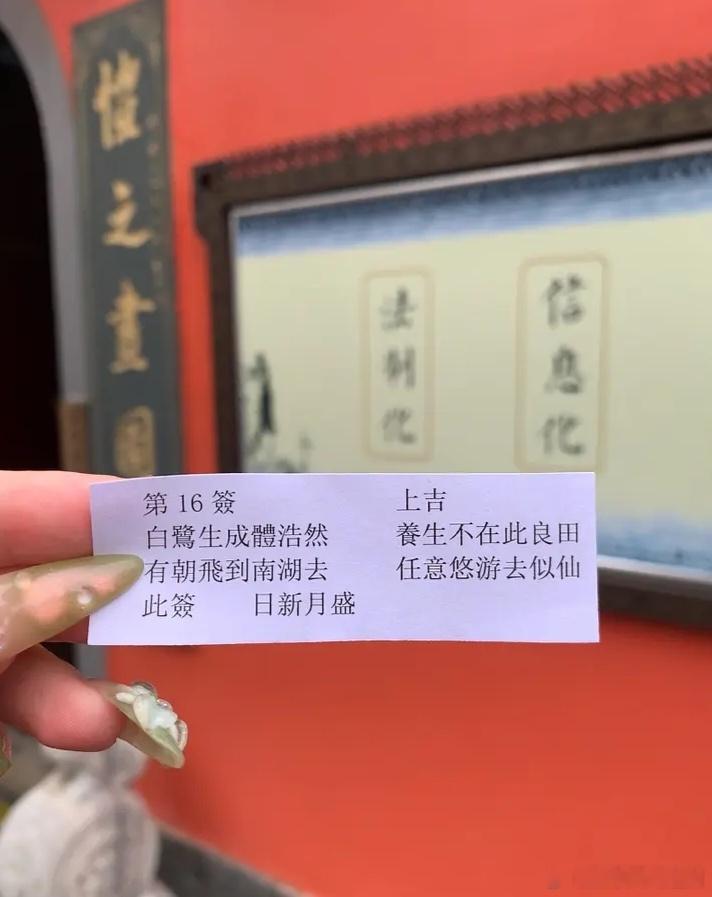 之畫
法制化
信息化
第 16 簽 上吉
白鷺生成體浩然 養生不在此良田
有朝飛到南湖去 任意悠游去似仙
此簽 日新月盛